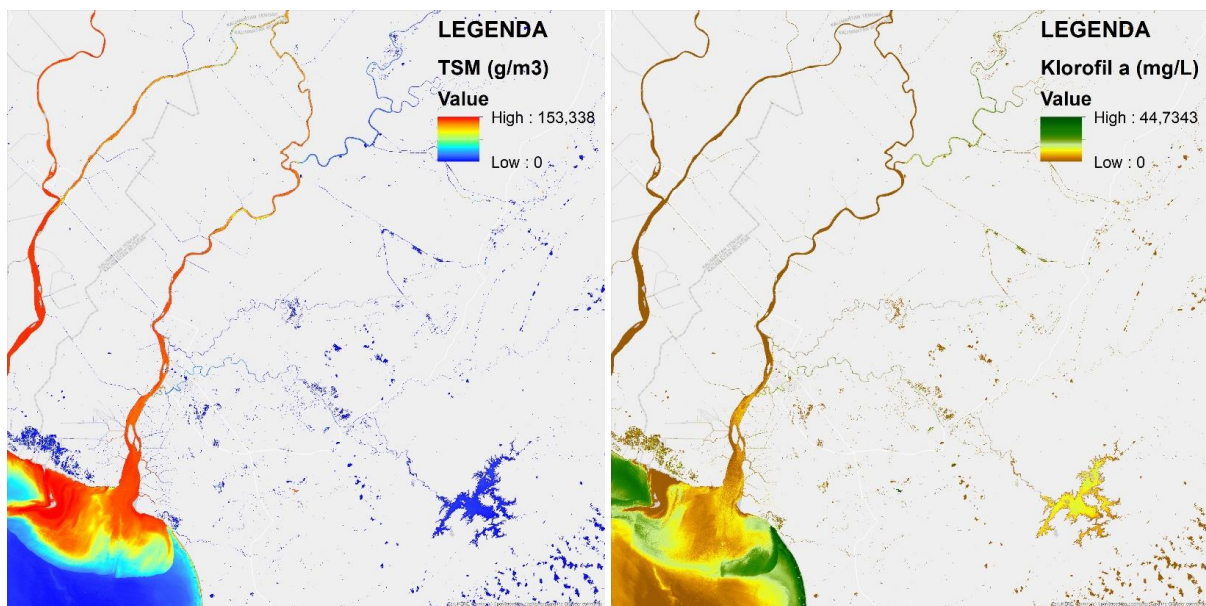 LEGENDA
TSM (g/m3)
Value
High : 153,338
Low : 0
LEGENDA
Klorofil a (mg/L)
Value
High : 44,7343
Low : 0